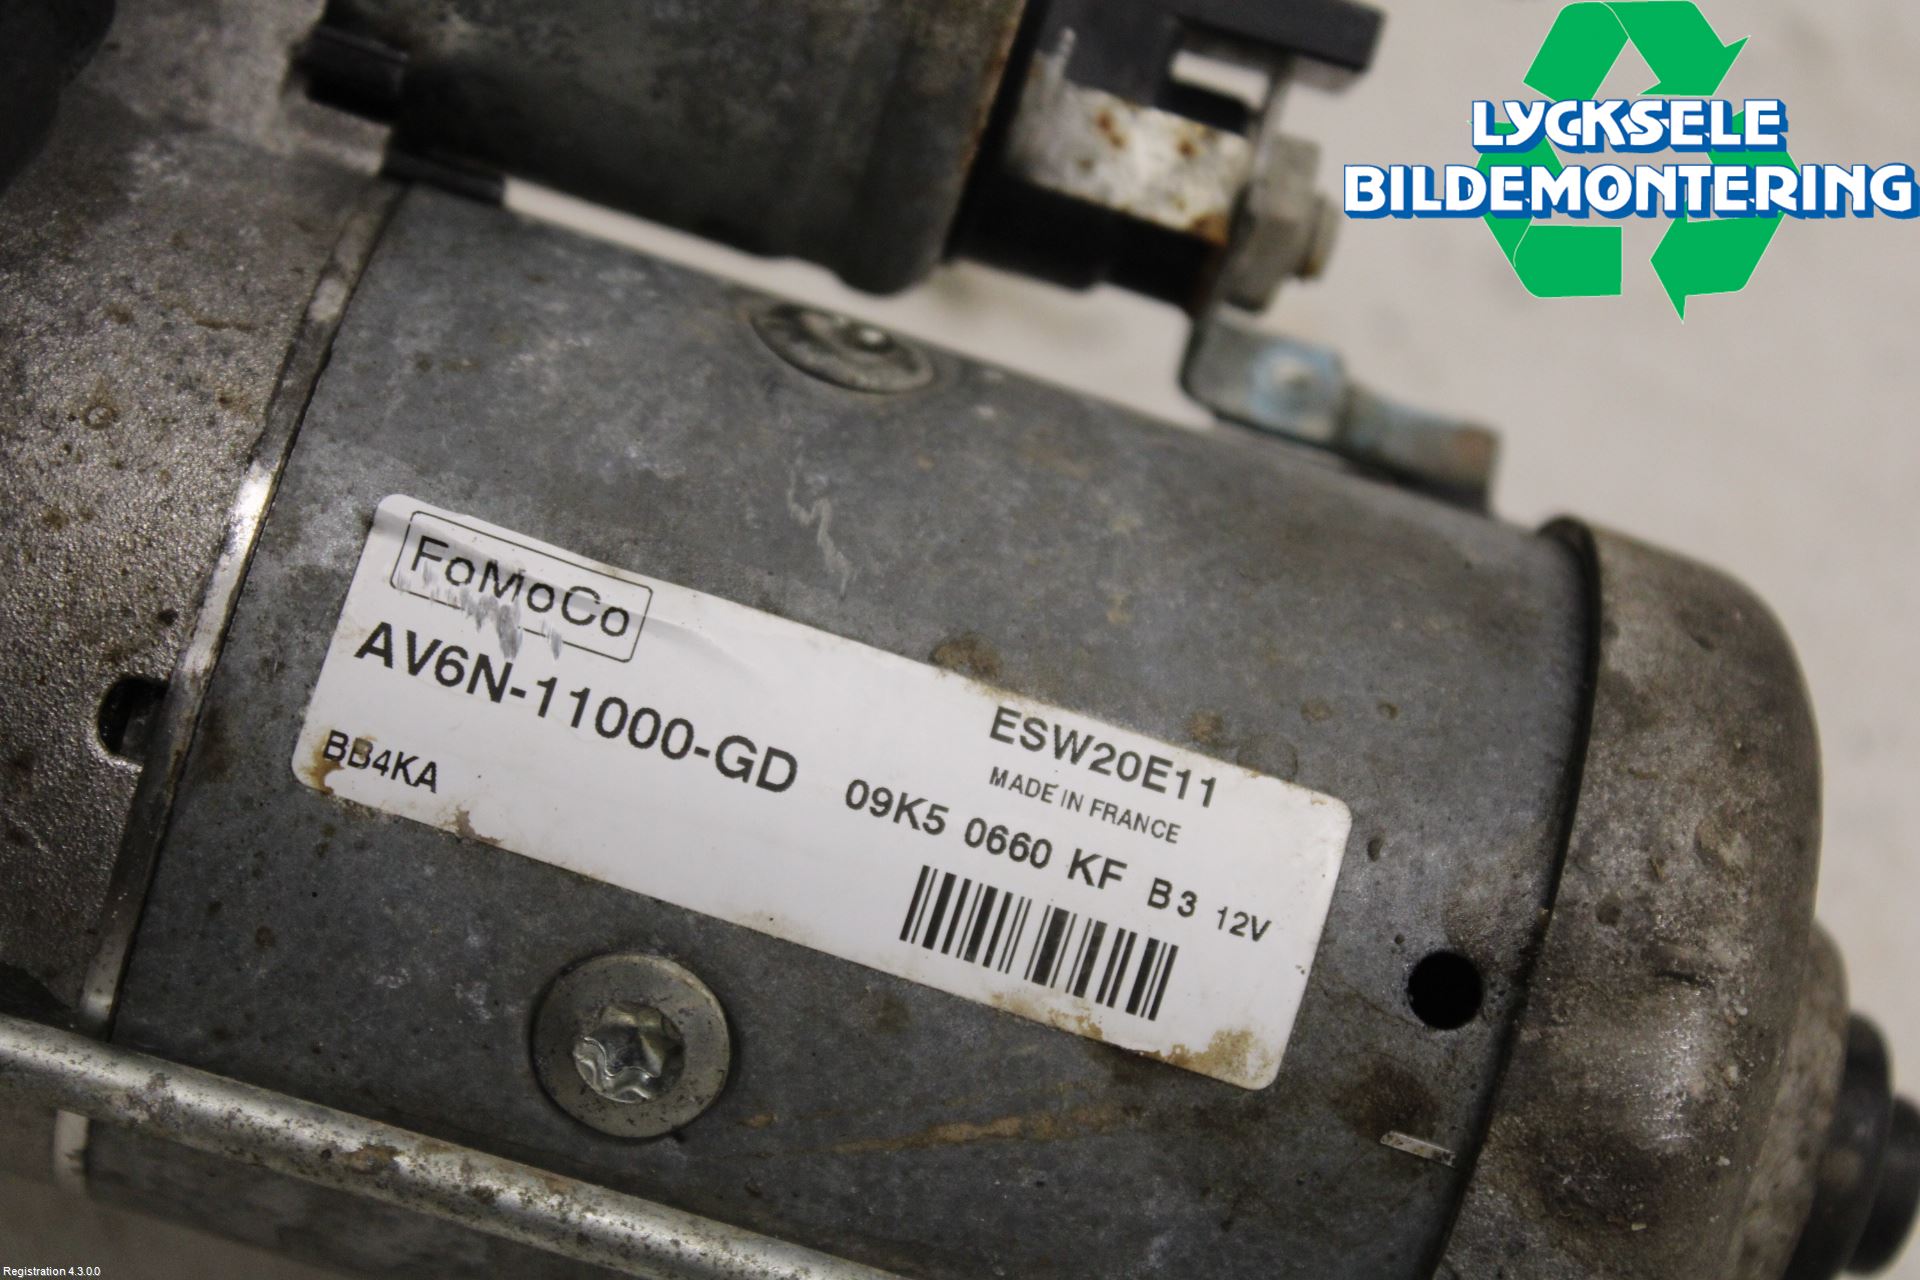 LYCKSELE
BILDEMONTERING
FoMoCo
AV6N-11000-GD
BB4KA
ESW20E11
MADE IN FRANCE
09K5 0660 KF B3 12V
Registration 4.3.0.0